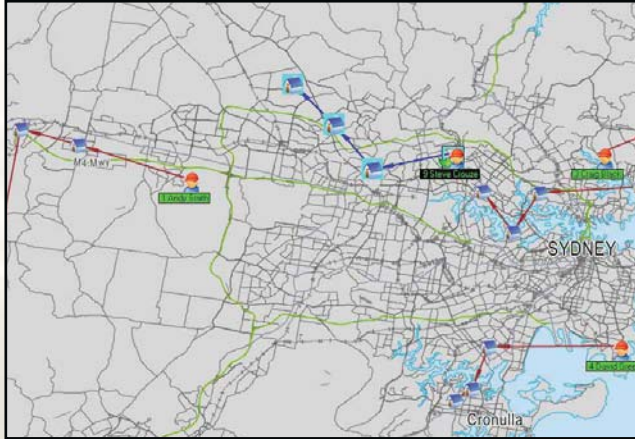 9 Steve Crouze
M4-Mwy
1 Andy Smith
SYDNEY
Cronulla